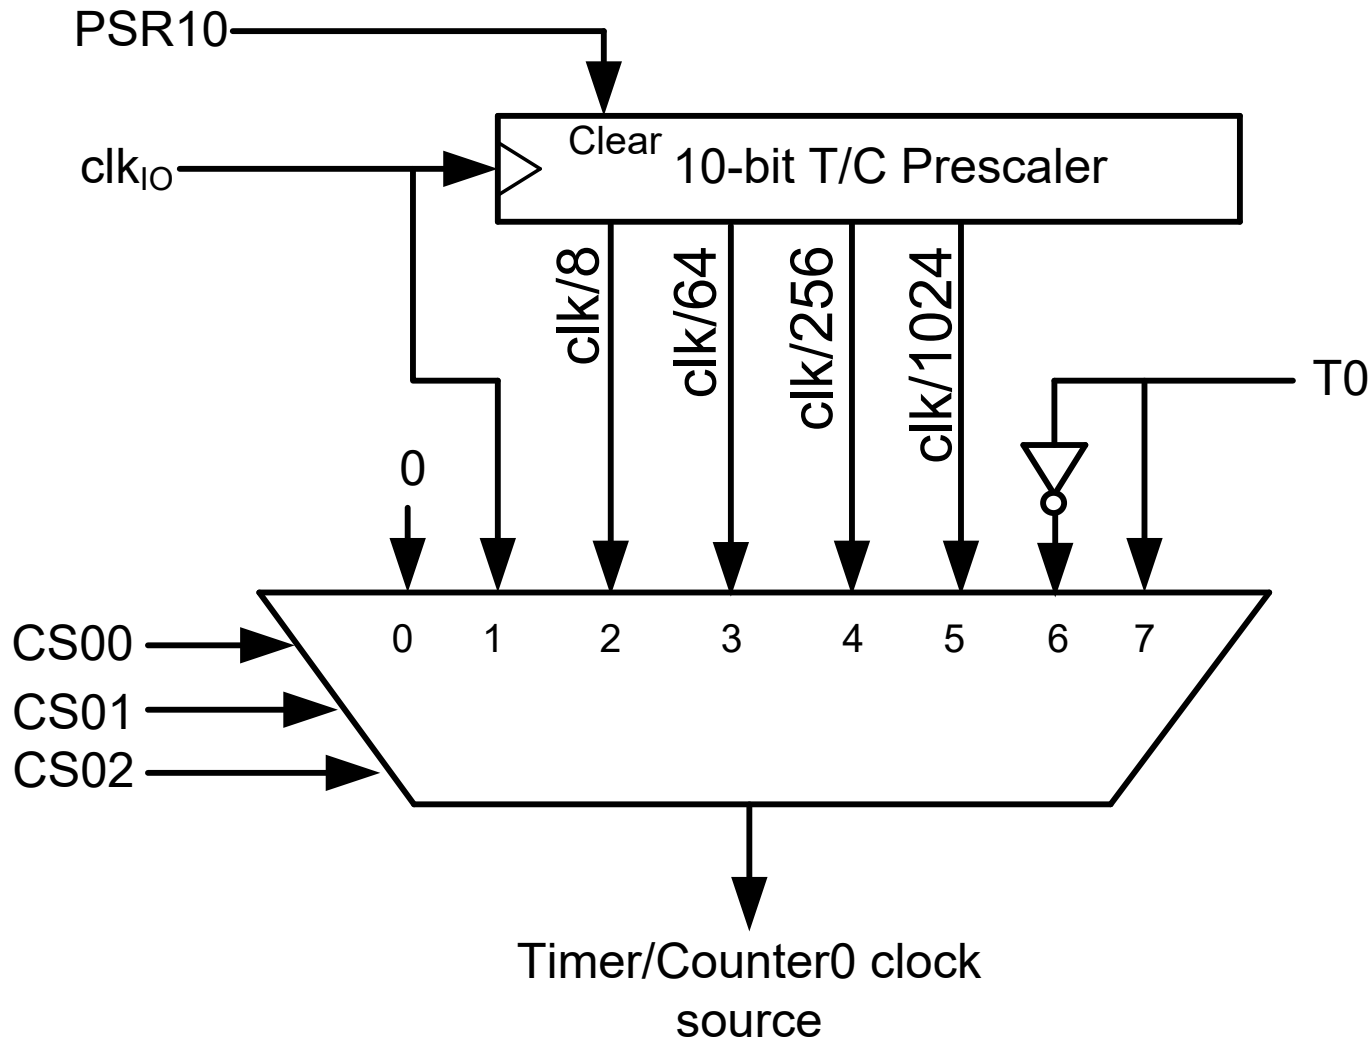 PSR10
Clear
clkIO
10-bit T/C Prescaler
clk/8
clk/64
clk/256
clk/1024
T0
0
0 1 2 3 4 5 6 7
CS00
CS01
CS02
Timer/Counter0 clock
source